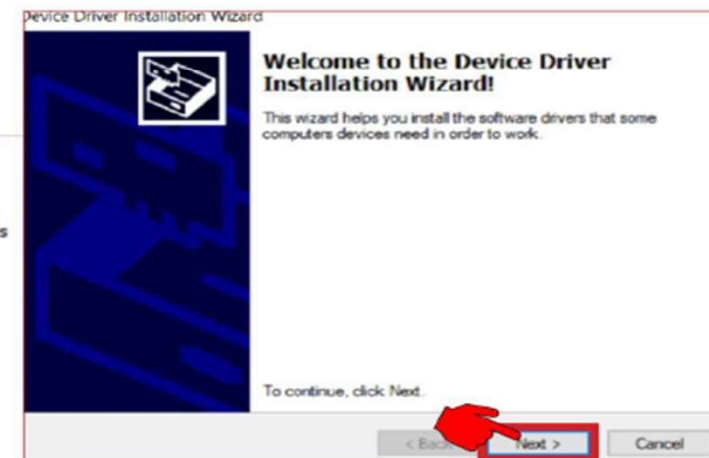 Device Driver Installation Wizard
Welcome to the Device Driver
Installation Wizard!
This wizard helps you install the software drivers that some
computers devices need in order to work.
s
To continue, click Next.
< Back
Next >
Cancel